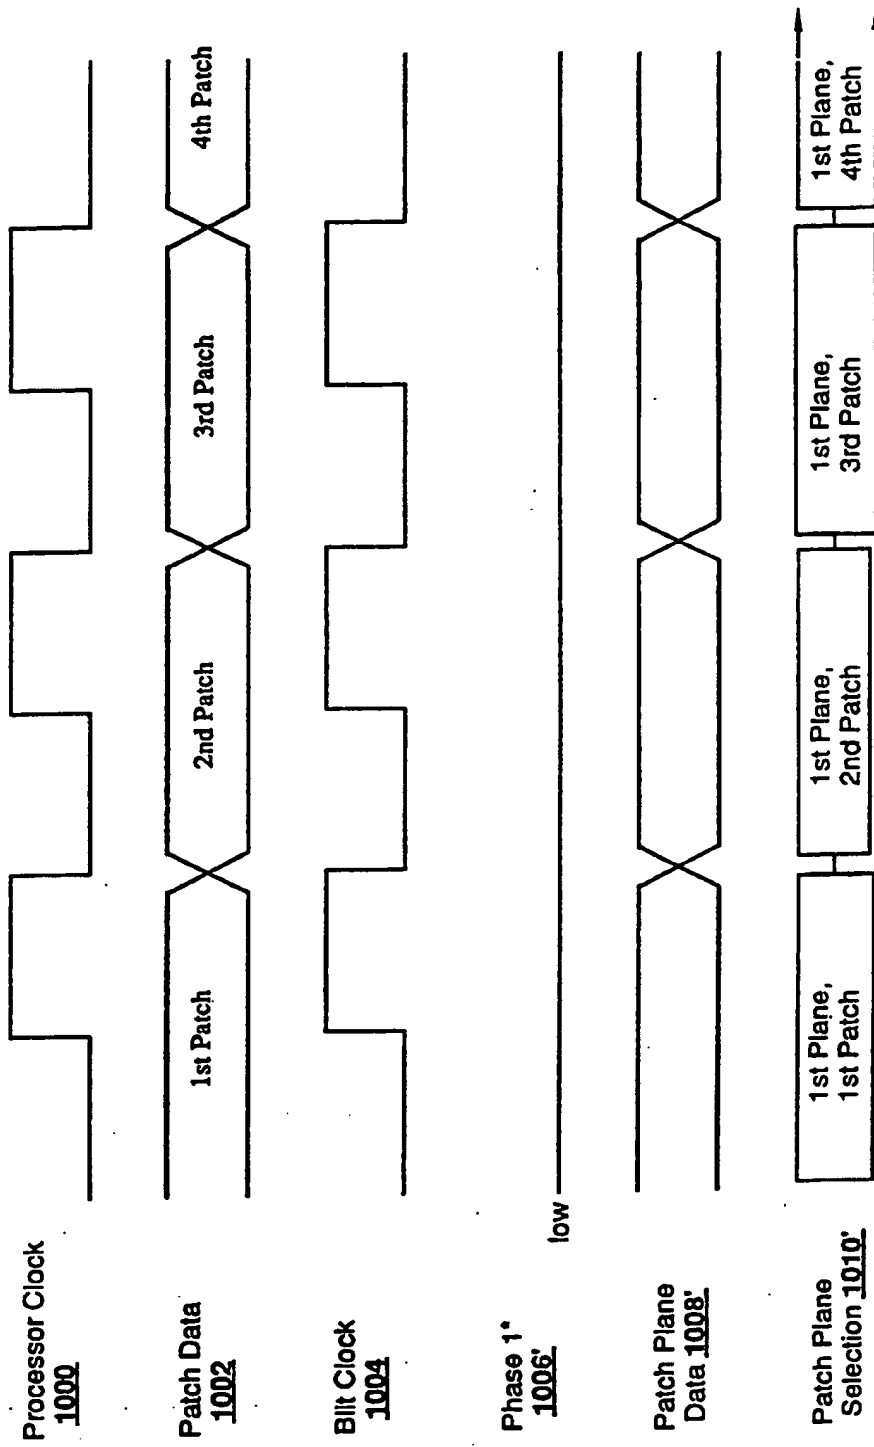 Processor Clock
1000
Patch Data
1002
1st Patch
2nd Patch
3rd Patch
4th Patch
Blit Clock
1004
Phase 1*
1006'
low
Patch Plane
Data 1008'
Patch Plane
Selection 1010'
1st Plane,
1st Patch
1st Plane,
2nd Patch
1st Plane,
3rd Patch
1st Plane,
4th Patch